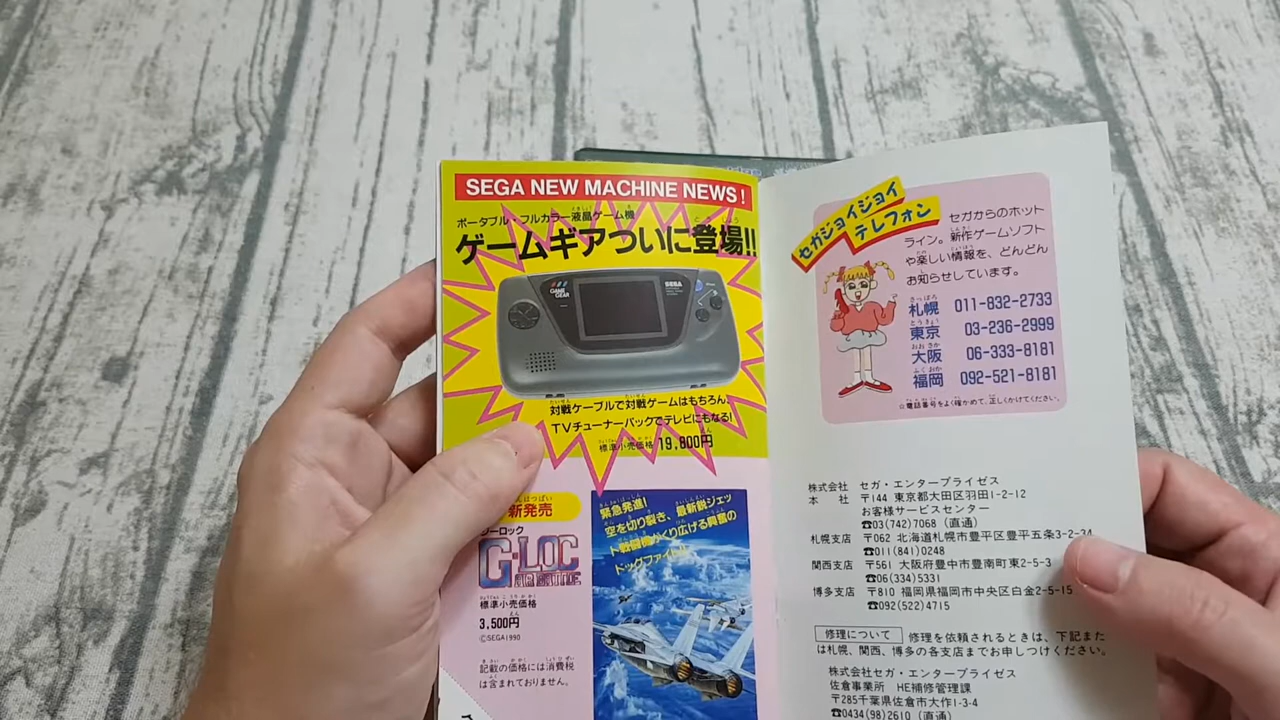 SEGA NEW MACHINE NEWS!
ポータブル・フルカラー液晶ゲーム機
ゲームギアついに登場!!
GAME GEAR
SEGA
対戦ケーブルで対戦ゲームはもちろん、
TVチューナーパックでテレビにもなる!
標準小売価格 19,800円
新発売
G-LOC
AIR BATTLE
標準小売価格
3,500円
©SEGA1990
記載の価格には消費税
は含まれておりません。
緊急発進!
空を切り裂き、最新鋭ジェッ
ト戦闘機がくり広げる興奮の
ドッグファイト!!
セガジョイジョイ
テレフォン
セガからのホット
ライン。新作ゲームソフト
や楽しい情報を、どんどん
お知らせしています。
札幌 011-832-2733
東京 03-236-2999
大阪 06-333-8181
福岡 092-521-8181
☆電話番号をよく確かめて、正しくかけてください。
株式会社 セガ・エンタープライゼス
本 社 〒144 東京都大田区羽田1-2-12
お客様サービスセンター
☎03(742)7068 (直通)
札幌支店 〒062 北海道札幌市豊平区豊平五条3-2-34
☎011(841)0248
関西支店 〒561 大阪府豊中市豊南町東2-5-3
☎06(334)5331
博多支店 〒810 福岡県福岡市中央区白金2-5-15
☎092(522)4715
修理について 修理を依頼されるときは、下記また
は札幌、関西、博多の各支店までお申しつけください。
株式会社セガ・エンタープライゼス
佐倉事業所 HE補修管理課
〒285千葉県佐倉市大作1-3-4
☎0434(98)2610 (直通)